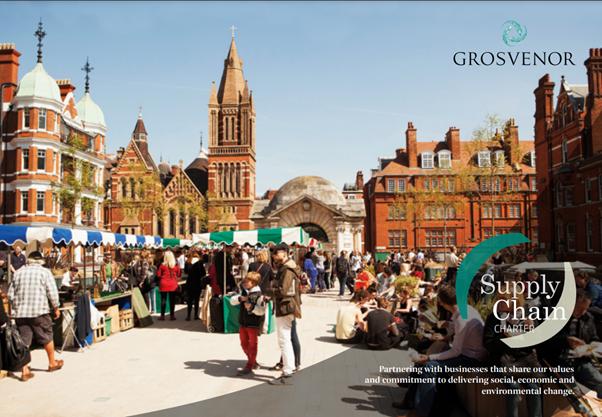 GROSVENOR
Supply
Chain
CHARTER
Partnering with businesses that share our values
and commitment to delivering social, economic and
environmental change.